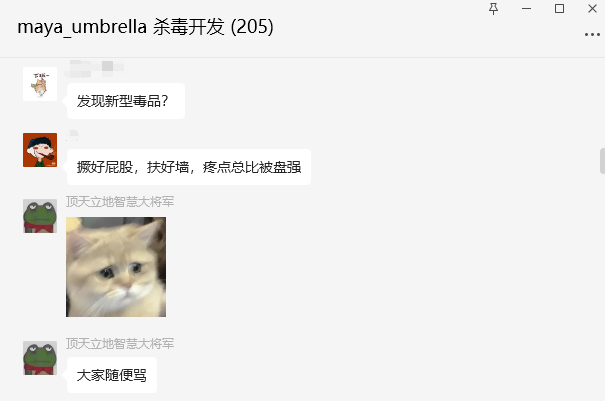 maya_umbrella 杀毒开发 (205)
发现新型毒品？
撅好屁股，扶好墙，疼点总比被盘强
顶天立地智慧大将军
顶天立地智慧大将军
大家随便骂